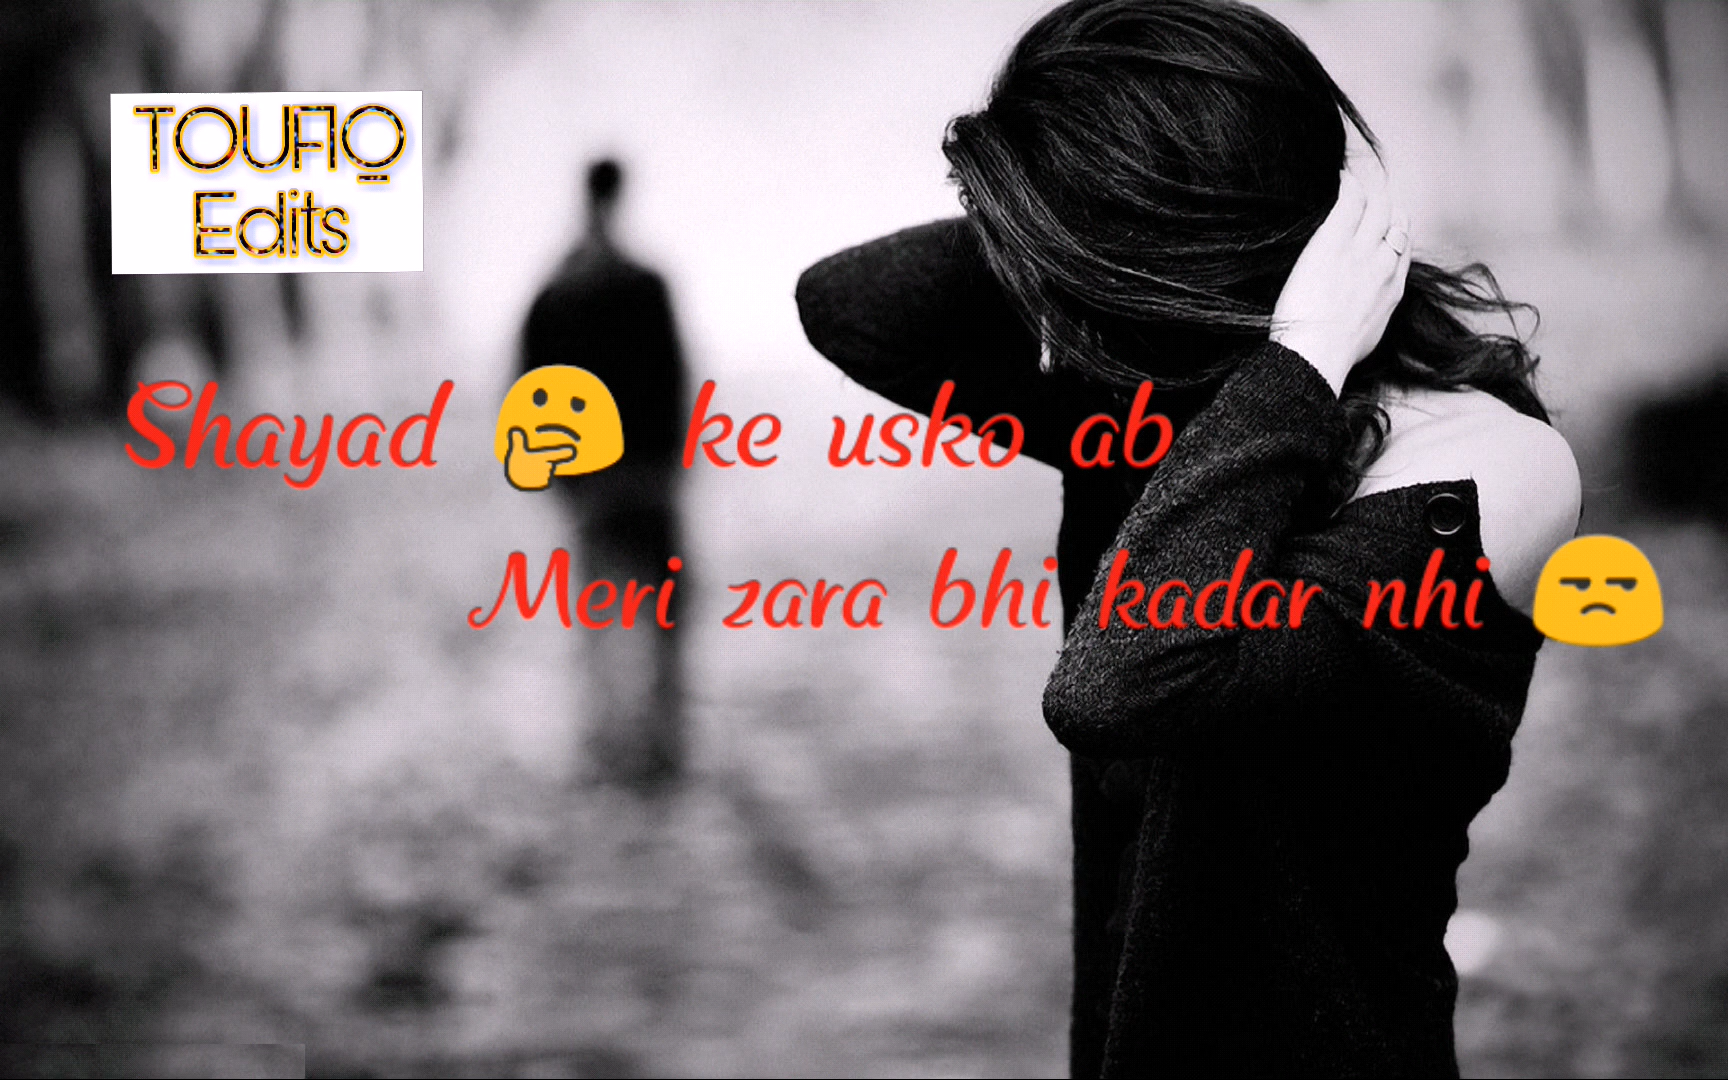 TOUFIQ
Edits
Shayad 🤔 ke usko ab
Meri zara bhi kadar nhi 😒